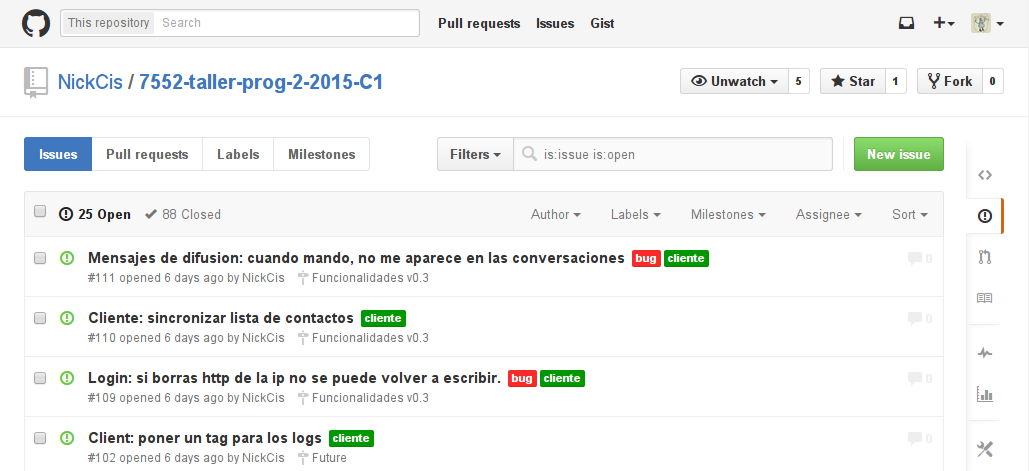 This repository Search Pull requests Issues Gist
NickCis / 7552-taller-prog-2-2015-C1 Unwatch 5 Star 1 Fork 0
Issues Pull requests Labels Milestones Filters is:issue is:open New issue
25 Open 88 Closed Author Labels Milestones Assignee Sort
Mensajes de difusion: cuando mando, no me aparece en las conversaciones bug cliente 0
#111 opened 6 days ago by NickCis Funcionalidades v0.3
Cliente: sincronizar lista de contactos cliente 0
#110 opened 6 days ago by NickCis Funcionalidades v0.3
Login: si borras http de la ip no se puede volver a escribir. bug cliente 0
#109 opened 6 days ago by NickCis Funcionalidades v0.3
Client: poner un tag para los logs cliente 0
#102 opened 6 days ago by NickCis Future